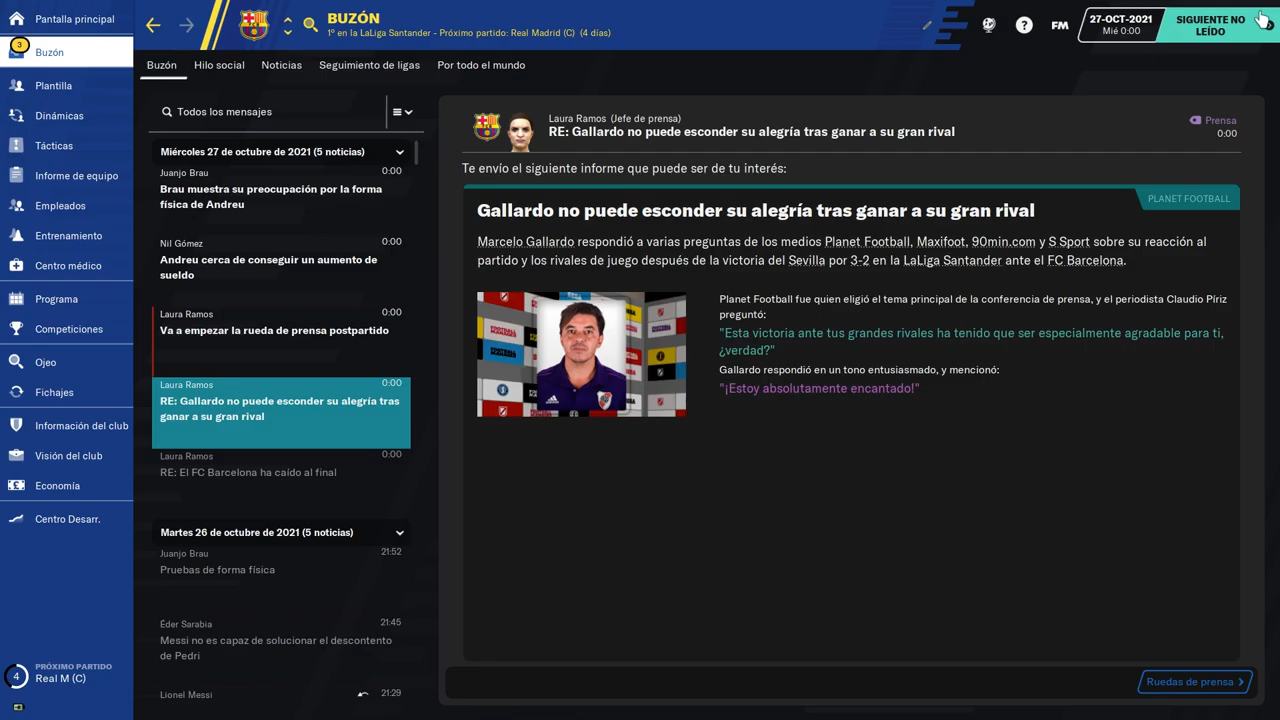 Pantalla principal
3
Buzón
Plantilla
Dinámicas
Tácticas
Informe de equipo
Empleados
Entrenamiento
Centro médico
Programa
Competiciones
Ojeo
Fichajes
Información del club
Visión del club
Economía
Centro Desarr.
4
PRÓXIMO PARTIDO
Real M (C)
BUZÓN
1º en la LaLiga Santander - Próximo partido: Real Madrid (C) (4 días)
?
FM
27-OCT-2021
Mié 0:00
SIGUIENTE NO
LEÍDO
Buzón
Hilo social
Noticias
Seguimiento de ligas
Por todo el mundo
Todos los mensajes
Miércoles 27 de octubre de 2021 (5 noticias)
Juanjo Brau 0:00
Brau muestra su preocupación por la forma
física de Andreu
Nil Gómez 0:00
Andreu cerca de conseguir un aumento de
sueldo
Laura Ramos 0:00
Va a empezar la rueda de prensa postpartido
Laura Ramos 0:00
RE: Gallardo no puede esconder su alegría tras
ganar a su gran rival
Laura Ramos 0:00
RE: El FC Barcelona ha caído al final
Martes 26 de octubre de 2021 (5 noticias)
Juanjo Brau 21:52
Pruebas de forma física
Éder Sarabia 21:45
Messi no es capaz de solucionar el descontento
de Pedri
Lionel Messi 21:29
Laura Ramos (Jefe de prensa)
RE: Gallardo no puede esconder su alegría tras ganar a su gran rival
Prensa
0:00
Te envío el siguiente informe que puede ser de tu interés:
PLANET FOOTBALL
Gallardo no puede esconder su alegría tras ganar a su gran rival
Marcelo Gallardo respondió a varias preguntas de los medios Planet Football, Maxifoot, 90min.com y S Sport sobre su reacción al
partido y los rivales de juego después de la victoria del Sevilla por 3-2 en la LaLiga Santander ante el FC Barcelona.
Planet Football fue quien eligió el tema principal de la conferencia de prensa, y el periodista Claudio Píriz
preguntó:
"Esta victoria ante tus grandes rivales ha tenido que ser especialmente agradable para ti,
¿verdad?"
Gallardo respondió en un tono entusiasmado, y mencionó:
"¡Estoy absolutamente encantado!"
Ruedas de prensa